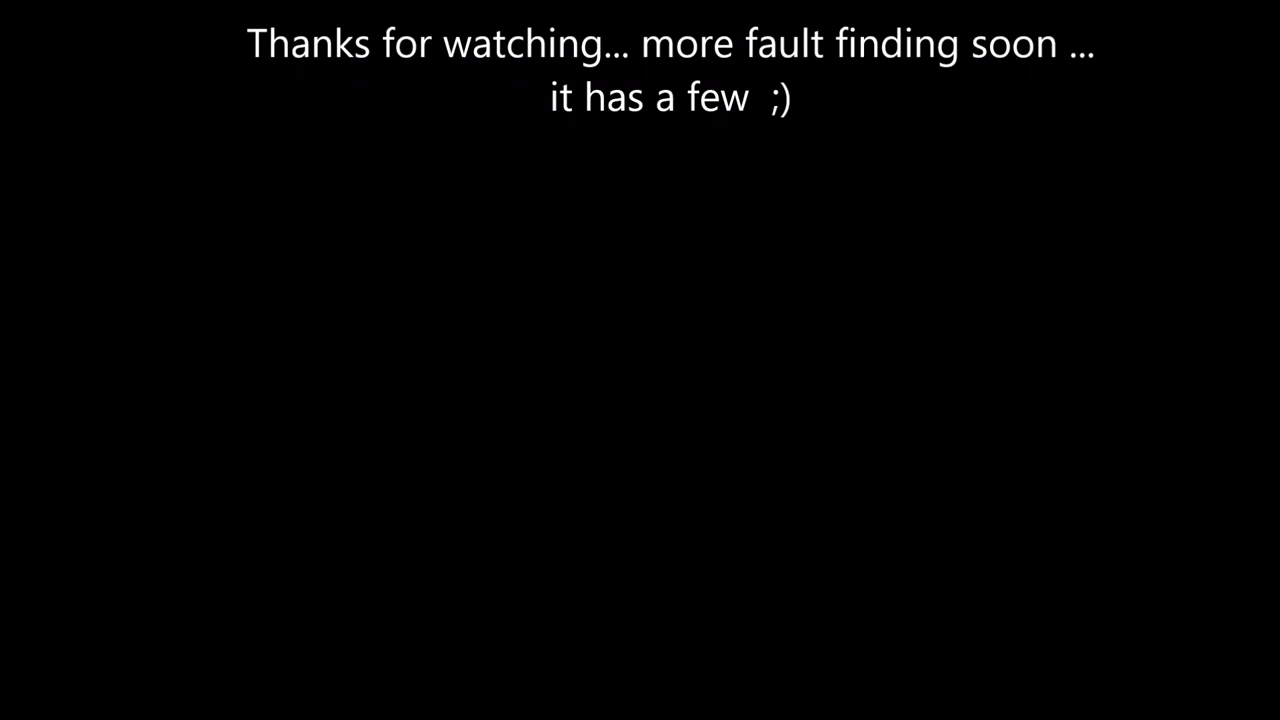 Thanks for watching... more fault finding soon ...
it has a few  ;)